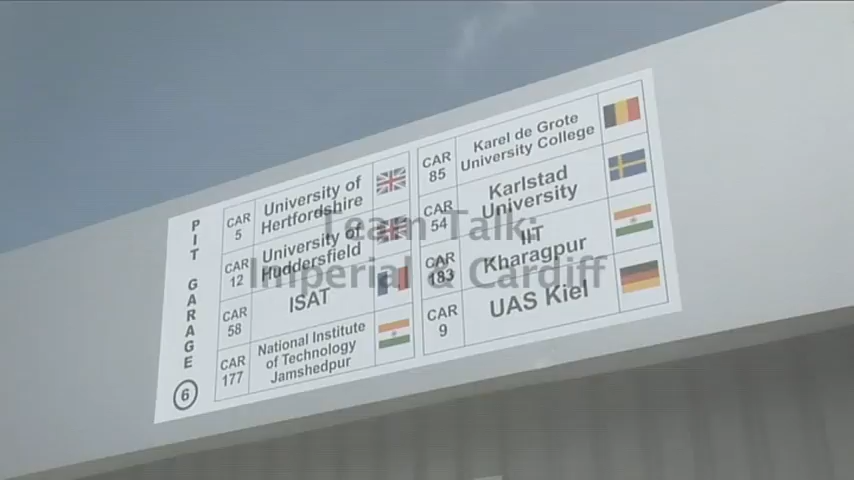 PIT GARAGE
6
CAR
5
University of
Hertfordshire
CAR
12
University of
Huddersfield
CAR
58
ISAT
CAR
177
National Institute
of Technology
Jamshedpur
CAR
85
Karel de Grote
University College
CAR
54
Karlstad
University
CAR
183
IIT
Kharagpur
CAR
9
UAS Kiel
Team Talk:
Imperial & Cardiff